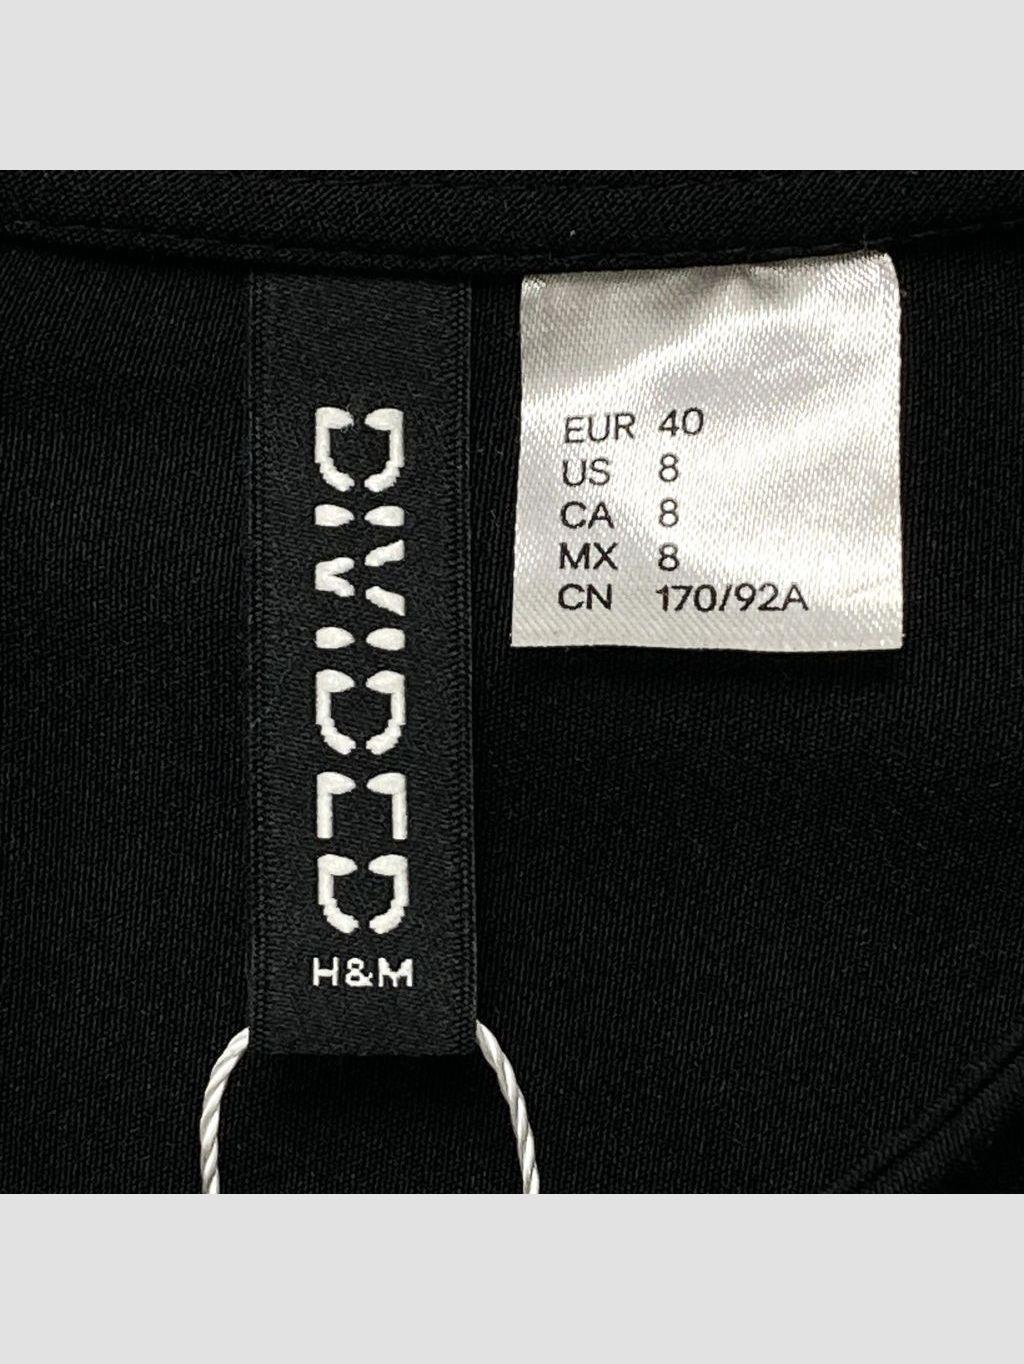 DIVIDED
H&M
EUR 40
US 8
CA 8
MX 8
CN 170/92A